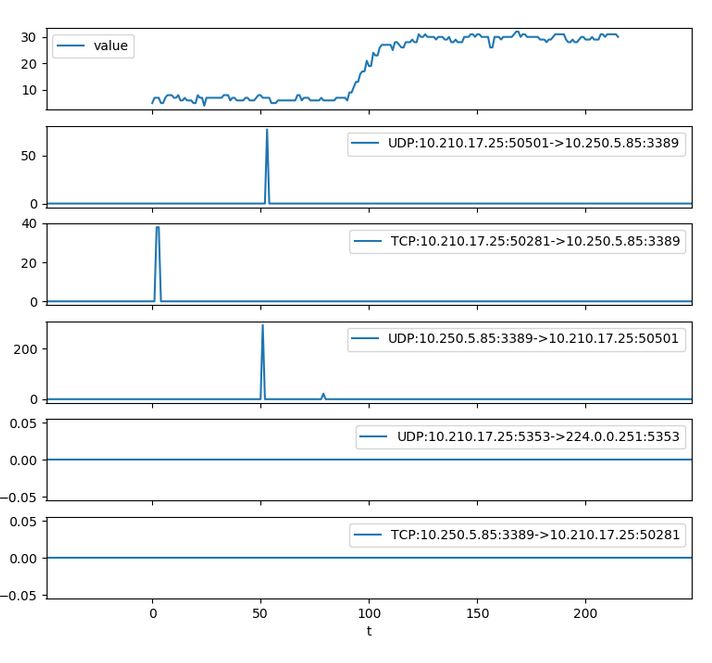 30
20
10
value
50
0
UDP:10.210.17.25:50501->10.250.5.85:3389
40
20
0
TCP:10.210.17.25:50281->10.250.5.85:3389
200
0
UDP:10.250.5.85:3389->10.210.17.25:50501
0.05
0.00
−0.05
UDP:10.210.17.25:5353->224.0.0.251:5353
0.05
0.00
−0.05
TCP:10.250.5.85:3389->10.210.17.25:50281
0 50 100 150 200
t